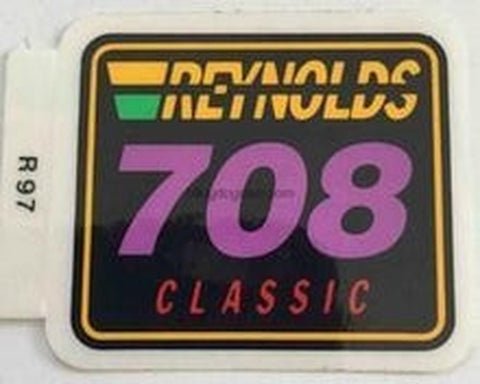 REYNOLDS
708
CLASSIC
R97